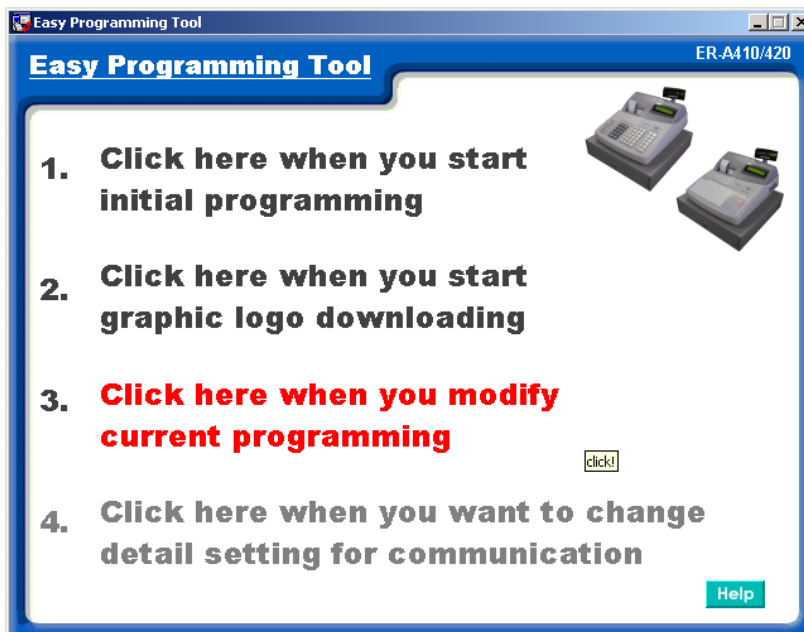 Easy Programming Tool
ER-A410/420
Easy Programming Tool
1. Click here when you start
initial programming
2. Click here when you start
graphic logo downloading
3. Click here when you modify
current programming
click!
4. Click here when you want to change
detail setting for communication
Help